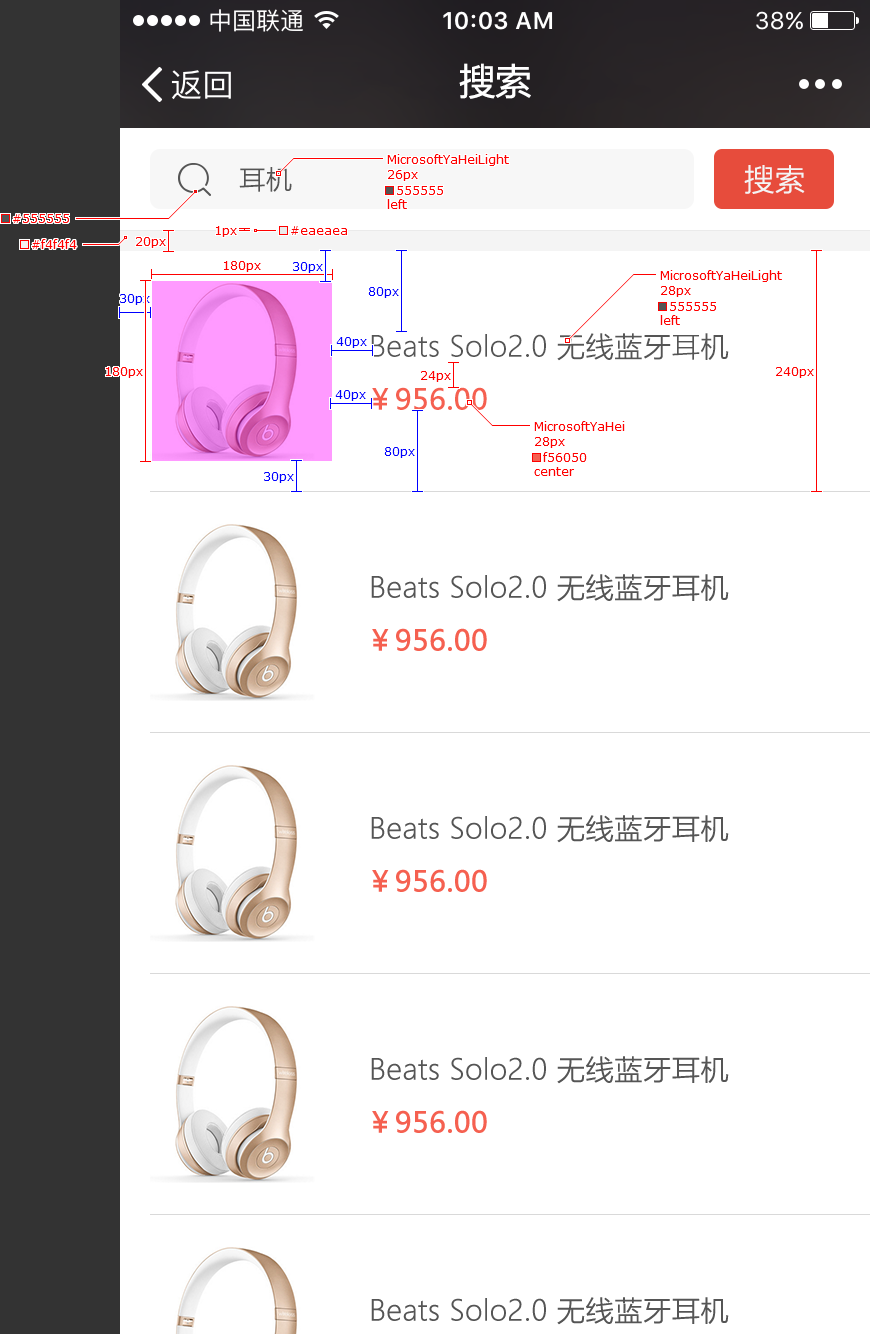 中国联通 10:03 AM 38%
返回 搜索
耳机 搜索
MicrosoftYaHeiLight
26px
555555
left
#555555
#f4f4f4
20px
1px
#eaeaea
180px
30px
30px
180px
80px
MicrosoftYaHeiLight
28px
555555
left
40px
Beats Solo2.0 无线蓝牙耳机
24px
240px
40px
¥956.00
MicrosoftYaHei
28px
f56050
center
80px
30px
Beats Solo2.0 无线蓝牙耳机
¥956.00
Beats Solo2.0 无线蓝牙耳机
¥956.00
Beats Solo2.0 无线蓝牙耳机
¥956.00
Beats Solo2.0 无线蓝牙耳机